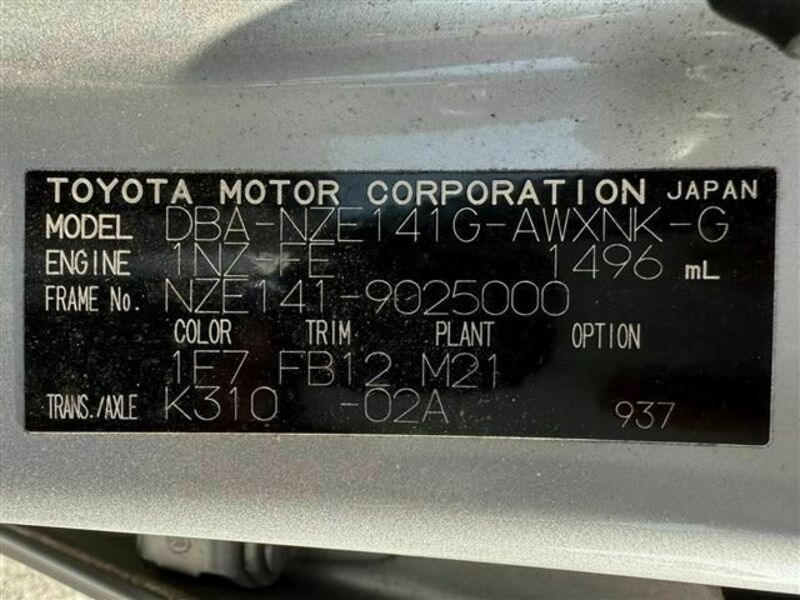 TOYOTA MOTOR CORPORATION JAPAN
MODEL DBA-NZE141G-AWXNK-G
ENGINE 1NZ-FE 1496 mL
FRAME No. NZE141-9025000
COLOR TRIM PLANT OPTION
1E7 FB12 M21
TRANS./AXLE K310 -02A 937